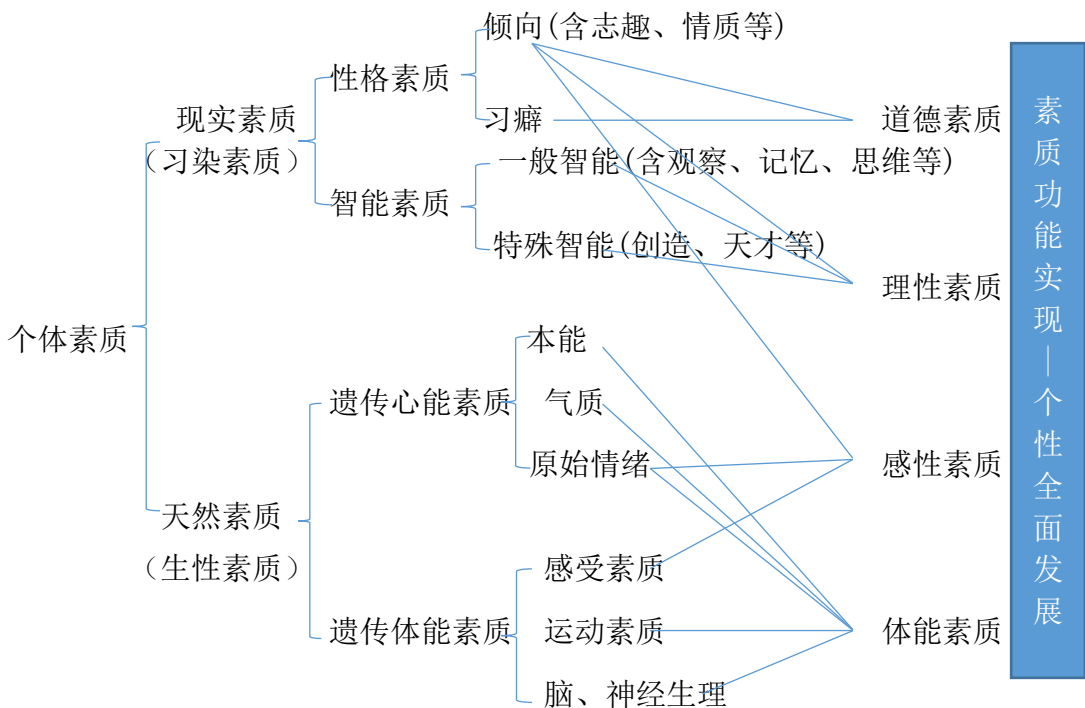 倾向(含志趣、情质等)
性格素质
现实素质
习癖
道德素质
（习染素质）
一般智能(含观察、记忆、思维等)
智能素质
特殊智能(创造、天才等)
理性素质
个体素质
本能
遗传心能素质
气质
原始情绪
感性素质
天然素质
（生性素质）
感受素质
遗传体能素质
运动素质
体能素质
脑、神经生理
素质功能实现—个性全面发展